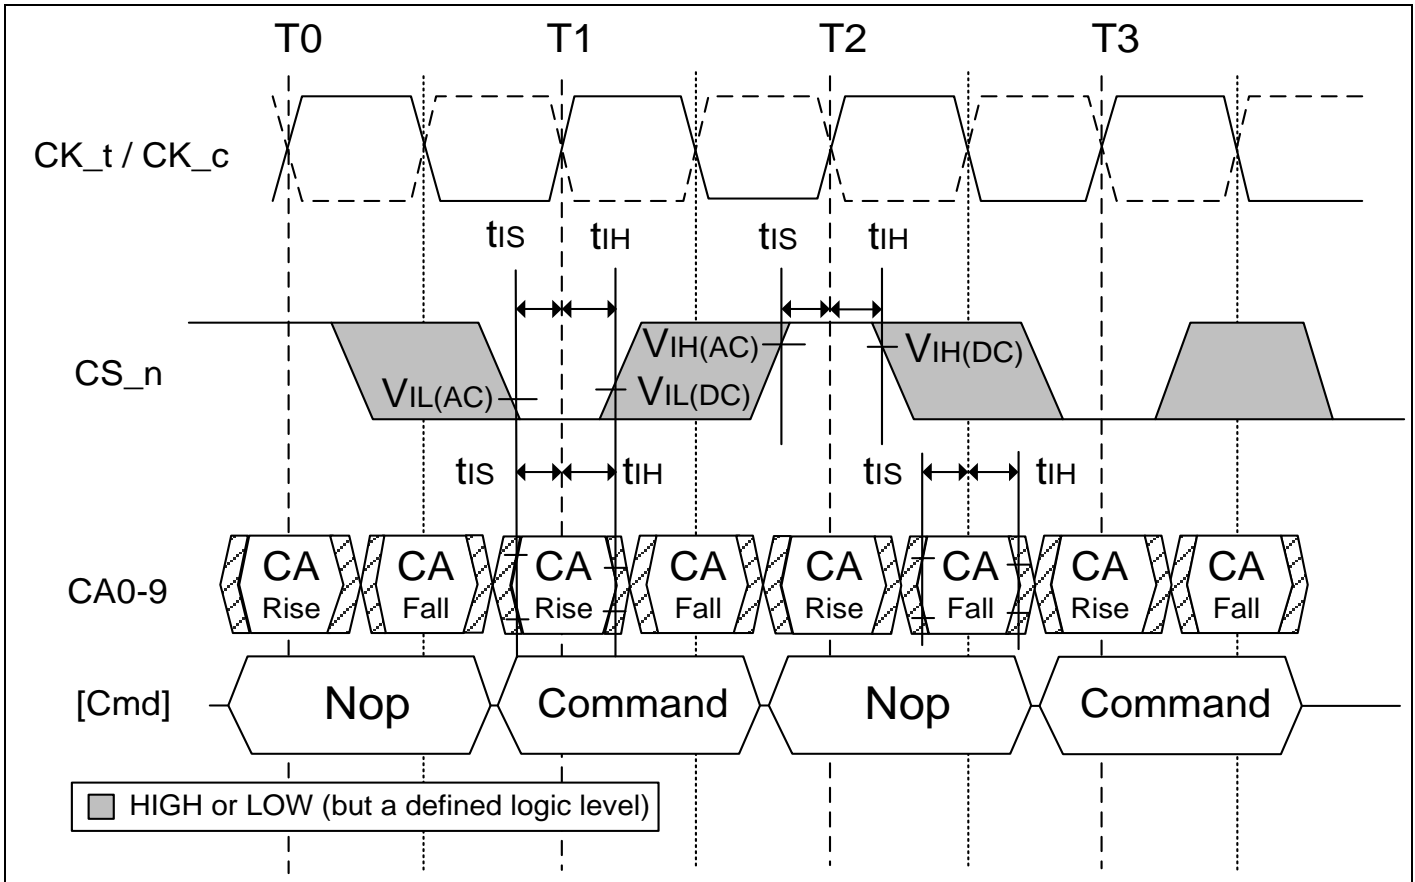 T0 T1 T2 T3
CK_t / CK_c
tIS tIH tIS tIH
CS_n
VIH(AC) VIH(DC)
VIL(AC) VIL(DC)
tIS tIH tIS tIH
CA0-9
CA CA CA CA CA CA CA CA
Rise Fall Rise Fall Rise Fall Rise Fall
[Cmd] Nop Command Nop Command
HIGH or LOW (but a defined logic level)